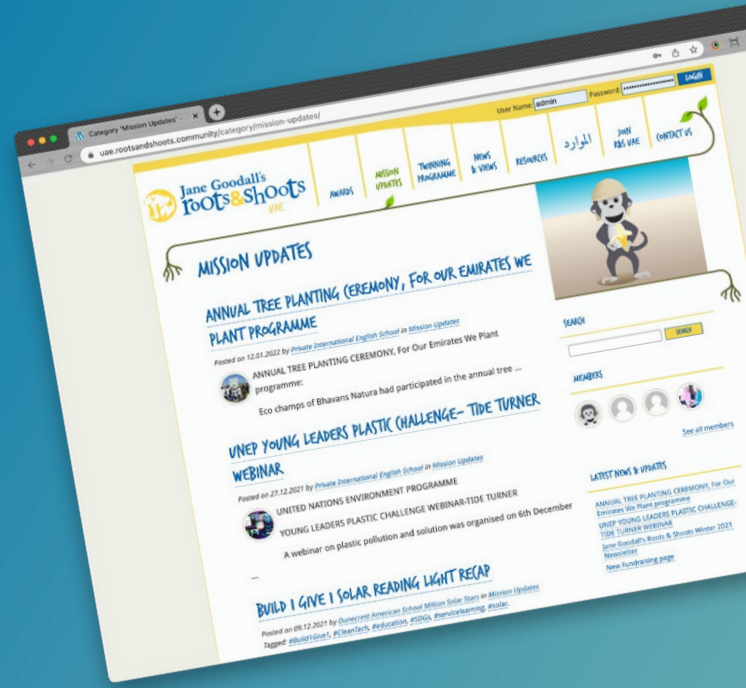 Category 'Mission Updates' -
uae.rootsandshoots.community/category/mission-updates/
User Name: admin
Password: ••••••••••••••••
LOGIN
Jane Goodall's
roots&shoots
UAE
AWARDS
MISSION
UPDATES
TWINNING
PROGRAMME
NEWS
& VIEWS
RESOURCES
الموارد
JOIN
R&S UAE
CONTACT US
MISSION UPDATES
ANNUAL TREE PLANTING CEREMONY, FOR OUR EMIRATES WE
PLANT PROGRAMME
Posted on 12.01.2022 by Private International English School in Mission Updates
ANNUAL TREE PLANTING CEREMONY, For Our Emirates We Plant
programme:
Eco champs of Bhavans Natura had participated in the annual tree ...
UNEP YOUNG LEADERS PLASTIC CHALLENGE– TIDE TURNER
WEBINAR
Posted on 27.12.2021 by Private International English School in Mission Updates
UNITED NATIONS ENVIRONMENT PROGRAMME
YOUNG LEADERS PLASTIC CHALLENGE WEBINAR-TIDE TURNER
A webinar on plastic pollution and solution was organised on 6th December
...
BUILD 1 GIVE 1 SOLAR READING LIGHT RECAP
Posted on 09.12.2021 by Dunecrest American School Million Solar Stars in Mission Updates
Tagged: #Build1Give1, #CleanTech, #education, #SDGs, #servicelearning, #solar.
SEARCH
SEARCH
MEMBERS
See all members
LATEST NEWS & UPDATES
ANNUAL TREE PLANTING CEREMONY, For Our
Emirates We Plant programme
UNEP YOUNG LEADERS PLASTIC CHALLENGE-
TIDE TURNER WEBINAR
Jane Goodall's Roots & Shoots Winter 2021
Newsletter
New Fundraising page